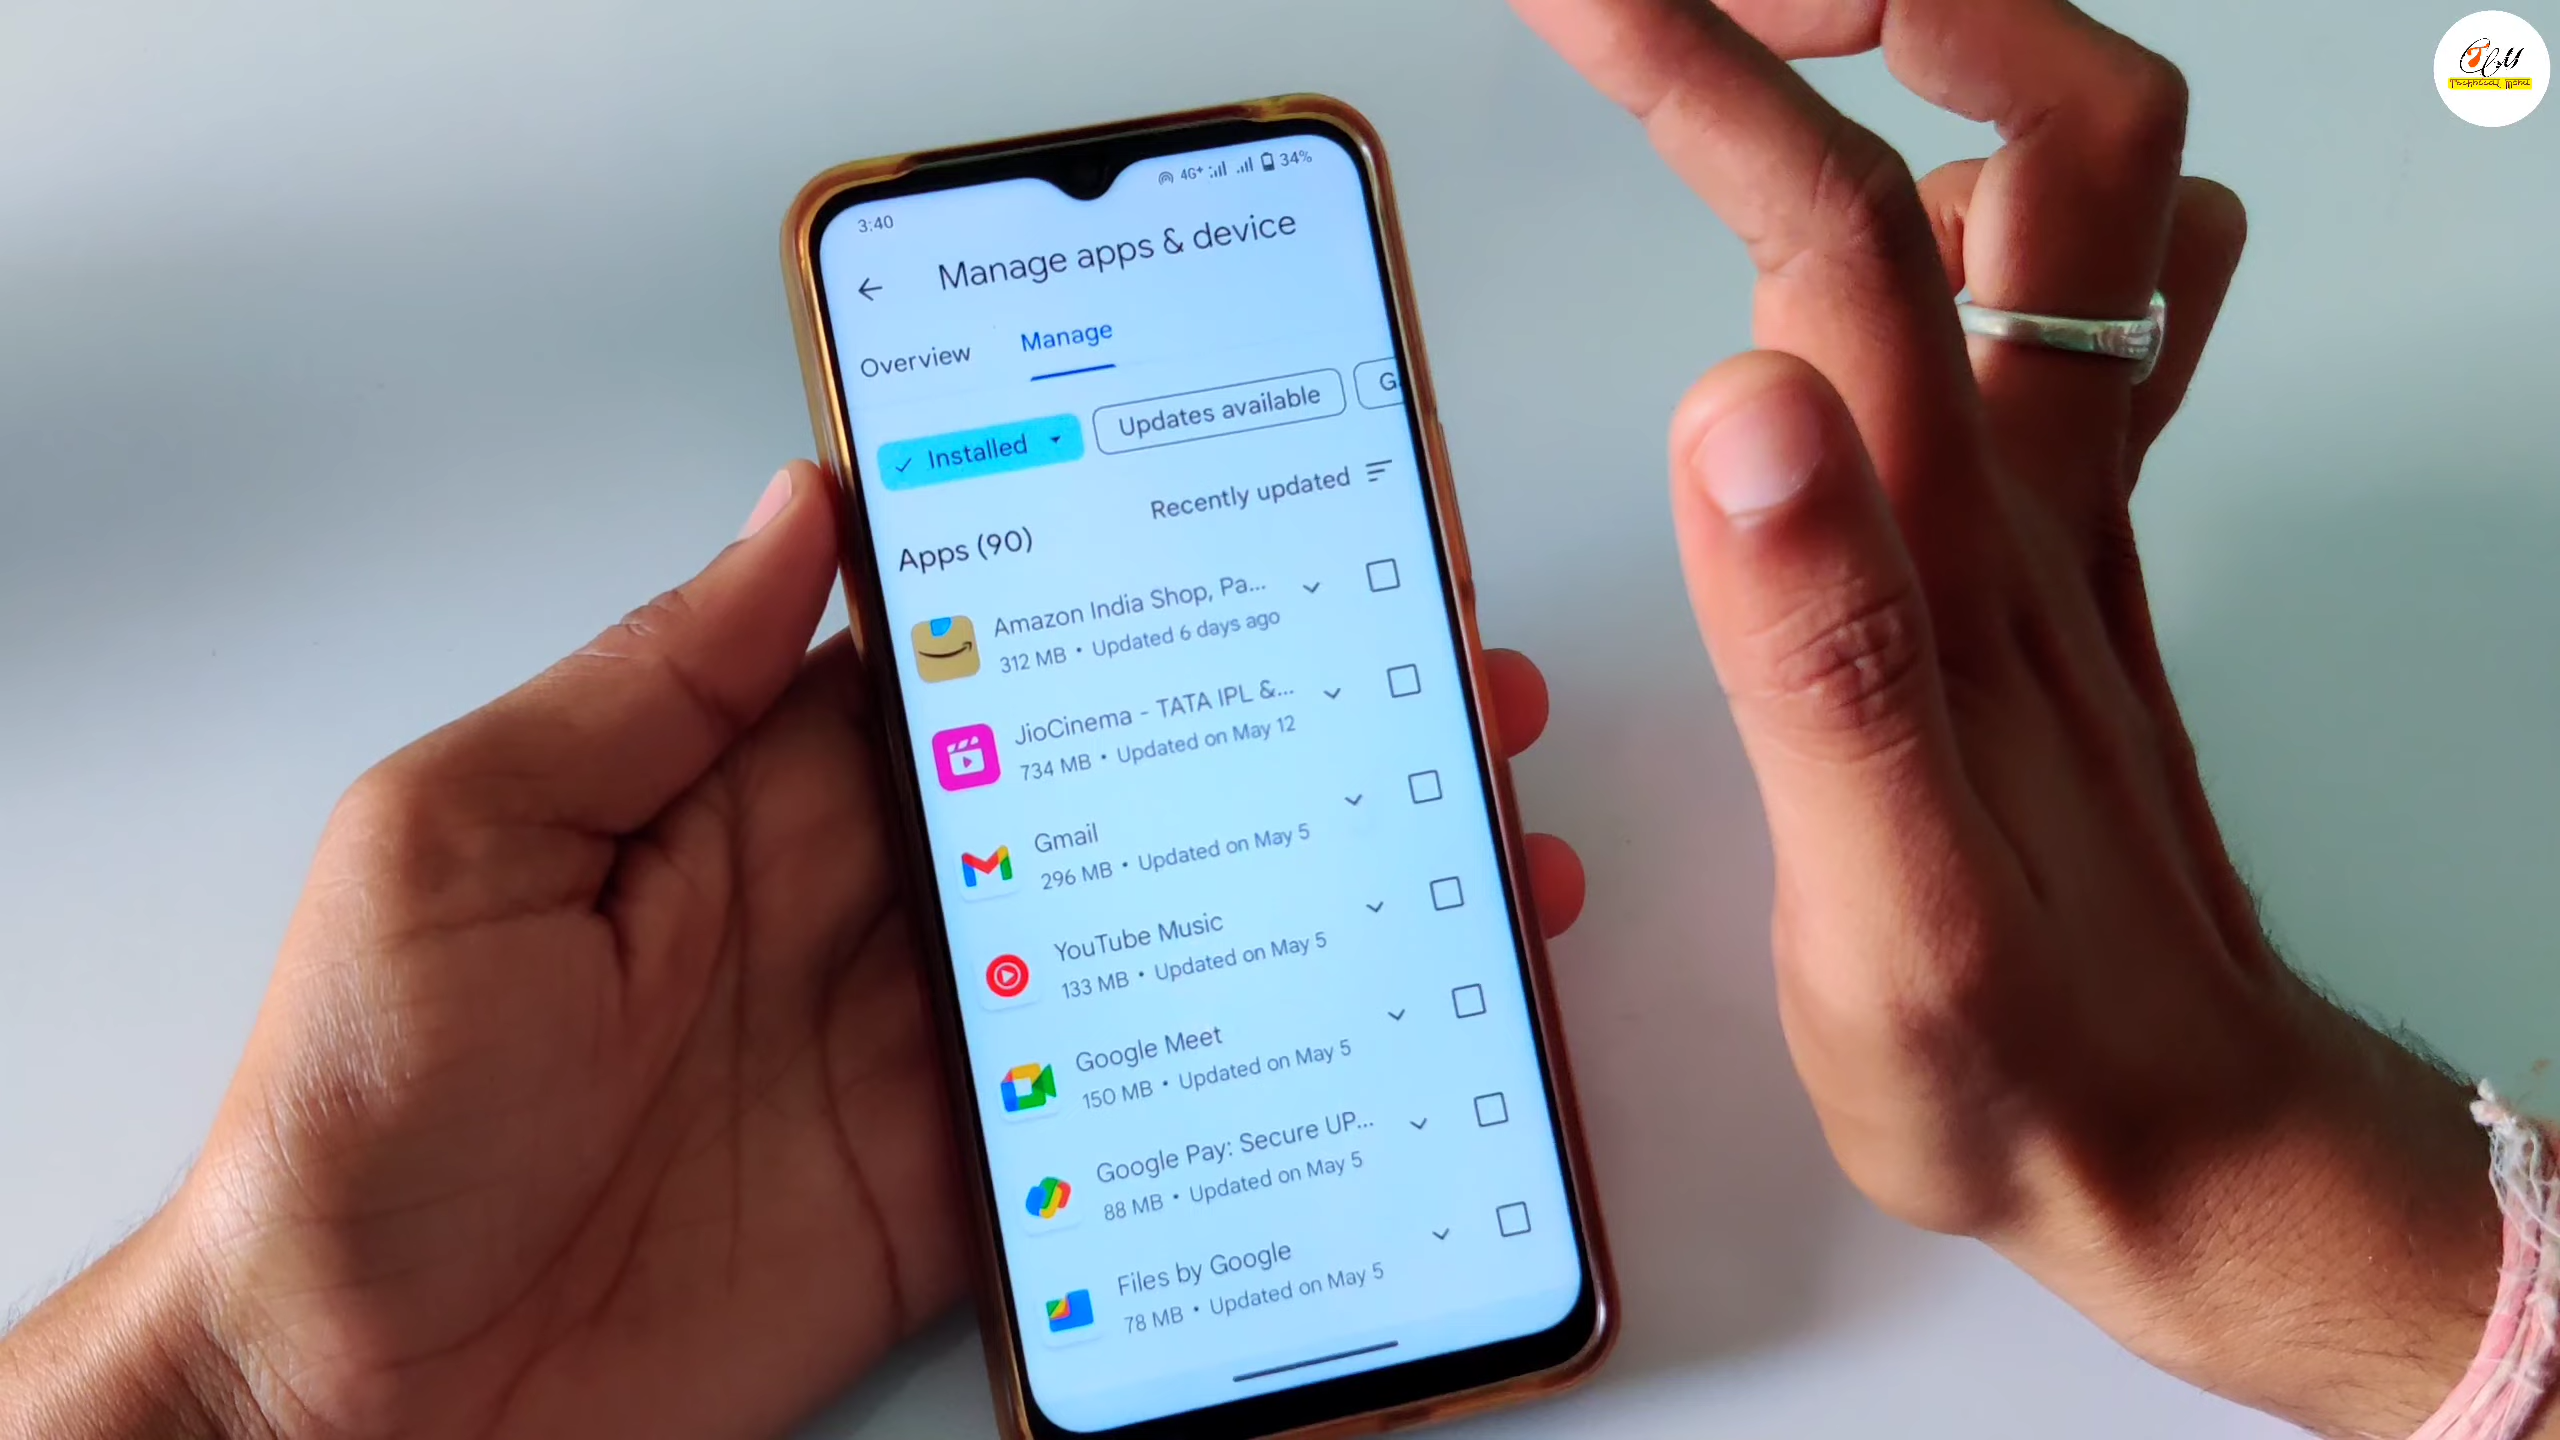 3:40
4G+ 34%
Manage apps & device
Overview
Manage
Installed
Updates available
G
Recently updated
Apps (90)
Amazon India Shop, Pa...
312 MB • Updated 6 days ago
JioCinema - TATA IPL &...
734 MB • Updated on May 12
Gmail
296 MB • Updated on May 5
YouTube Music
133 MB • Updated on May 5
Google Meet
150 MB • Updated on May 5
Google Pay: Secure UP...
88 MB • Updated on May 5
Files by Google
78 MB • Updated on May 5